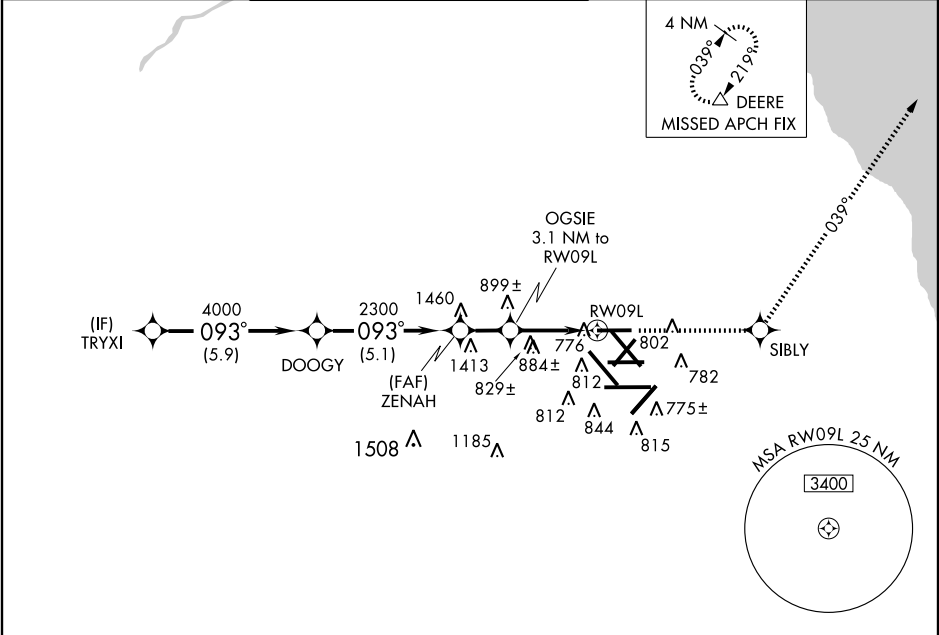 4 NM
039°
219°
DEERE
MISSED APCH FIX
039°
OGSIE
3.1 NM to
RW09L
1460
899±
RW09L
4000
2300
(IF)
TRYXI
093°
093°
(5.9)
(5.1)
DOOGY
(FAF)
ZENAH
1413
829±
884±
776
802
SIBLY
812
782
812
844
775±
815
1508
1185
MSA RW09L 25 NM
3400